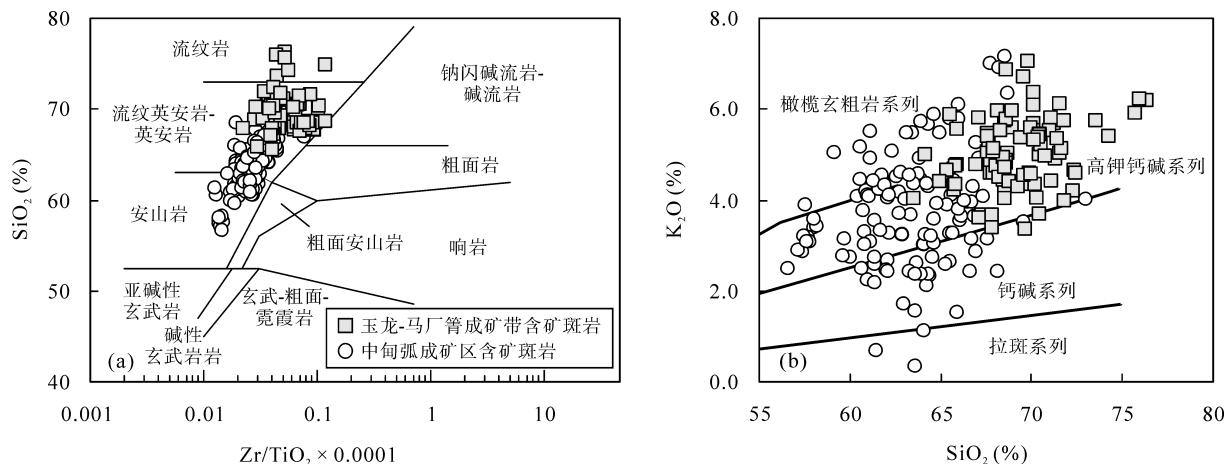 80
70
60
50
40
SiO₂ (%)
流纹岩
钠闪碱流岩-
碱流岩
流纹英安岩-
英安岩
粗面岩
安山岩
粗面安山岩
响岩
亚碱性
玄武岩
碱性
玄武岩岩
玄武-粗面-
霓霞岩
(a)
玉龙-马厂箐成矿带含矿斑岩
中甸弧成矿区含矿斑岩
0.001
0.01
0.1
1
10
Zr/TiO₂ × 0.0001
8.0
6.0
4.0
2.0
0.0
K₂O (%)
橄榄玄粗岩系列
高钾钙碱系列
钙碱系列
拉斑系列
(b)
55
60
65
70
75
80
SiO₂ (%)